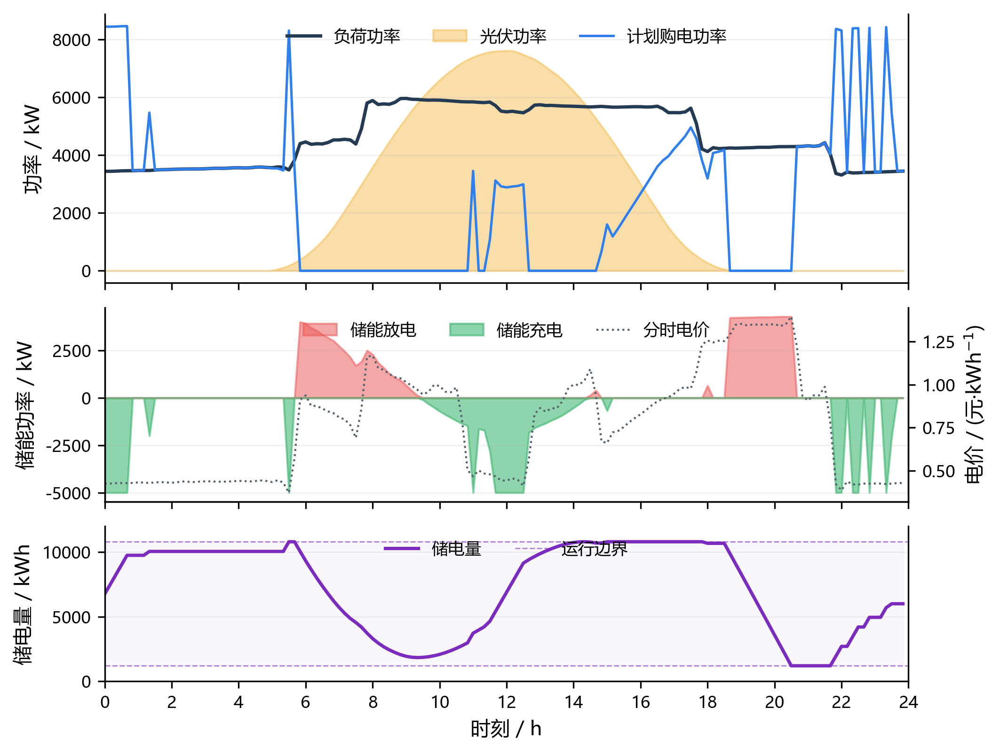 负荷功率 光伏功率 计划购电功率
8000
6000
4000
2000
0
功率 / kW
储能放电 储能充电 分时电价
2500
0
-2500
-5000
储能功率 / kW
1.25
1.00
0.75
0.50
电价 / (元·kWh⁻¹)
储电量 运行边界
10000
5000
0
储电量 / kWh
0 2 4 6 8 10 12 14 16 18 20 22 24
时刻 / h